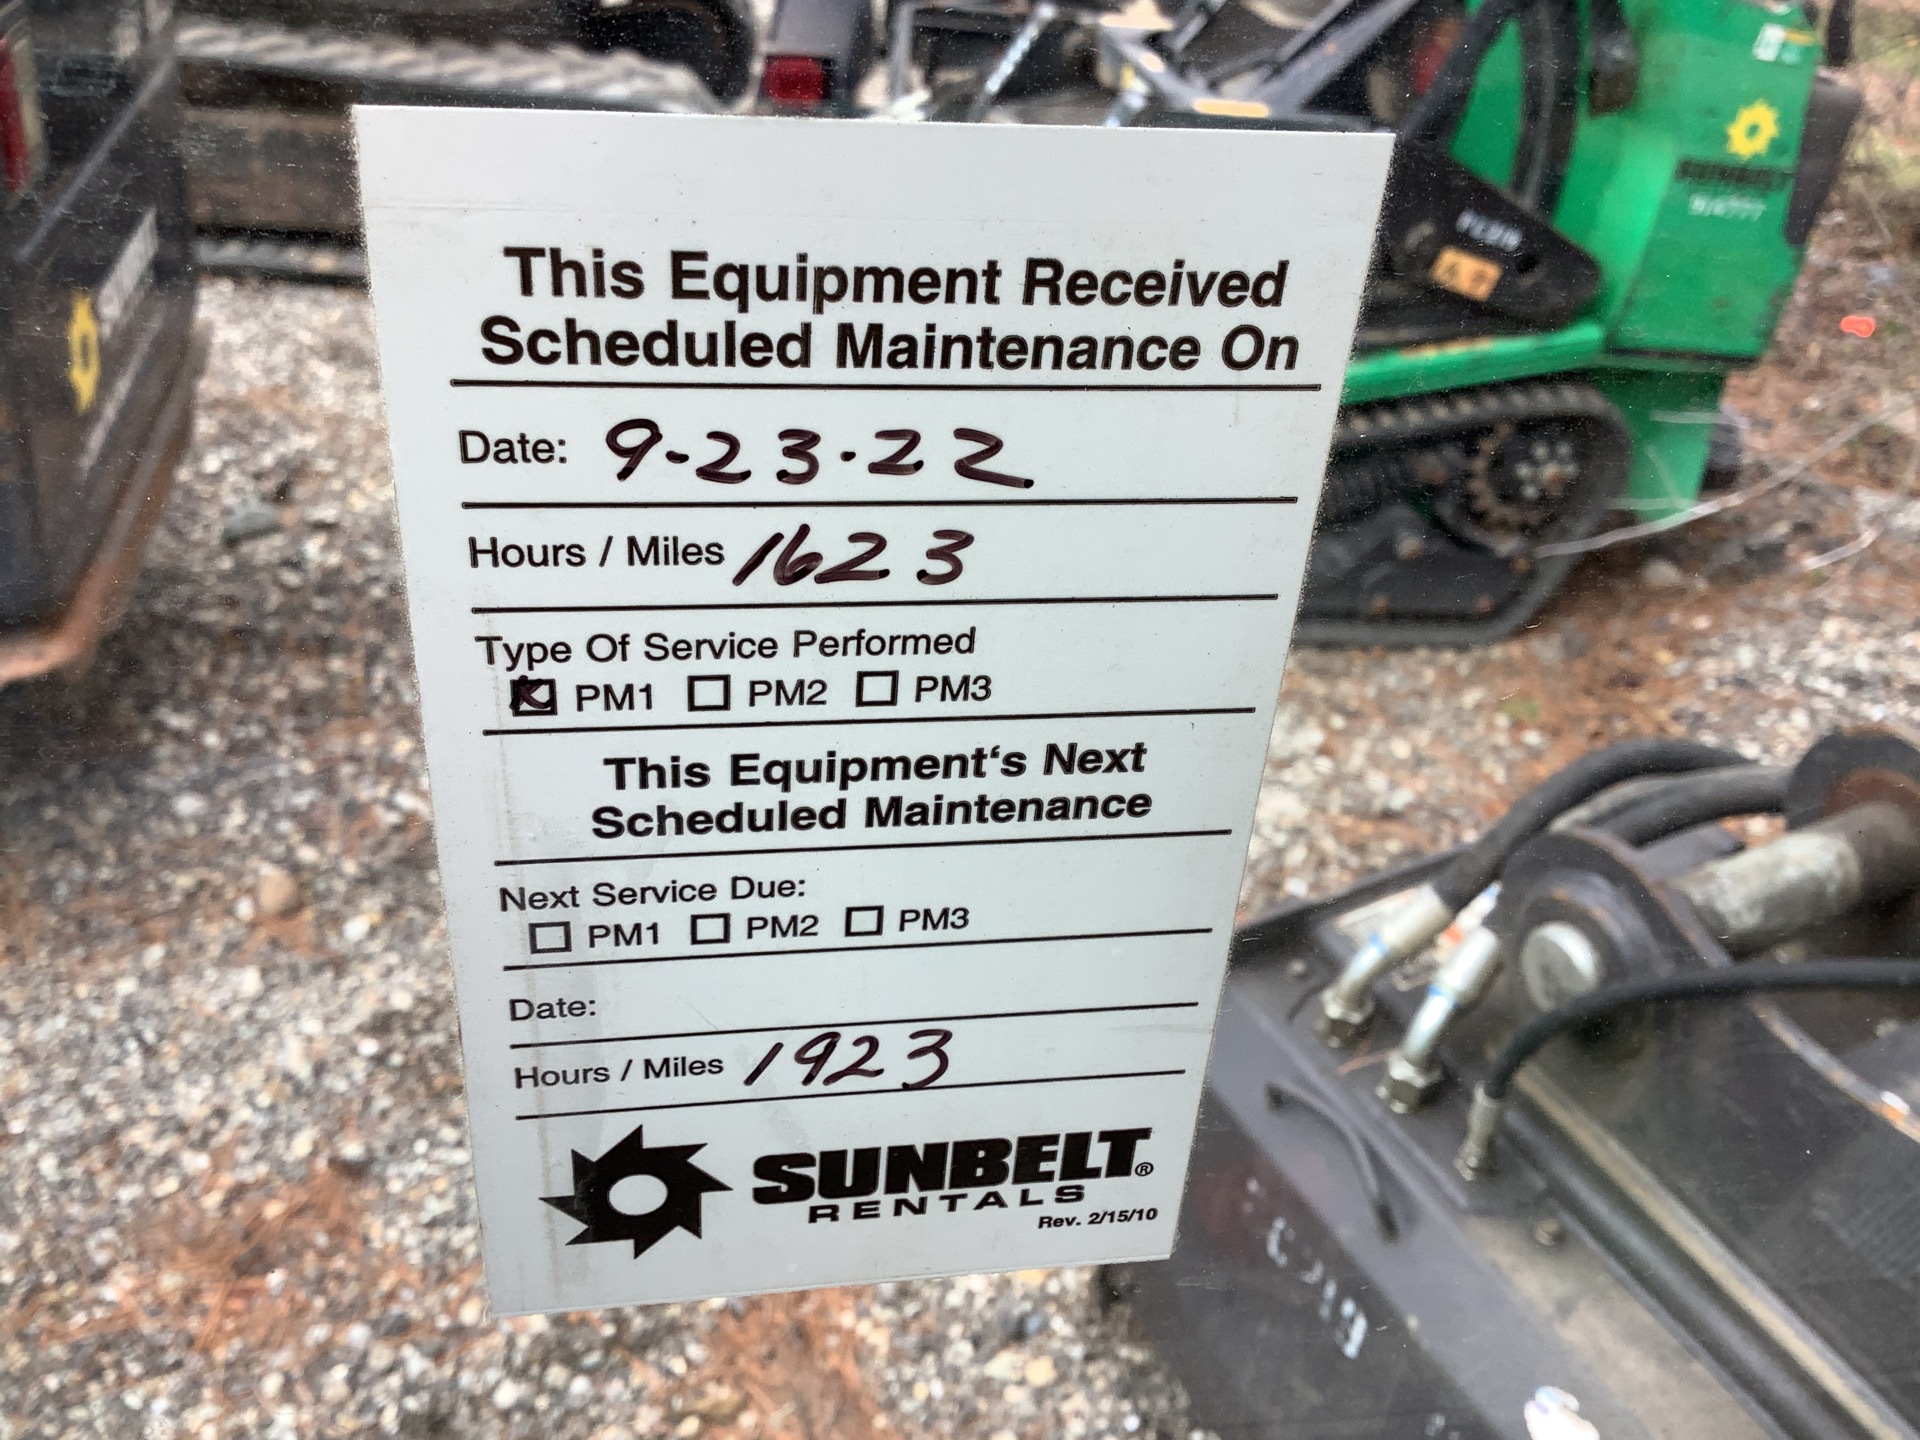 This Equipment Received
Scheduled Maintenance On
Date: 9-23-22
Hours / Miles 1623
Type Of Service Performed
PM1 PM2 PM3
This Equipment‘s Next
Scheduled Maintenance
Next Service Due:
PM1 PM2 PM3
Date:
Hours / Miles 1923
SUNBELT®
RENTALS
Rev. 2/15/10
SUNBELT